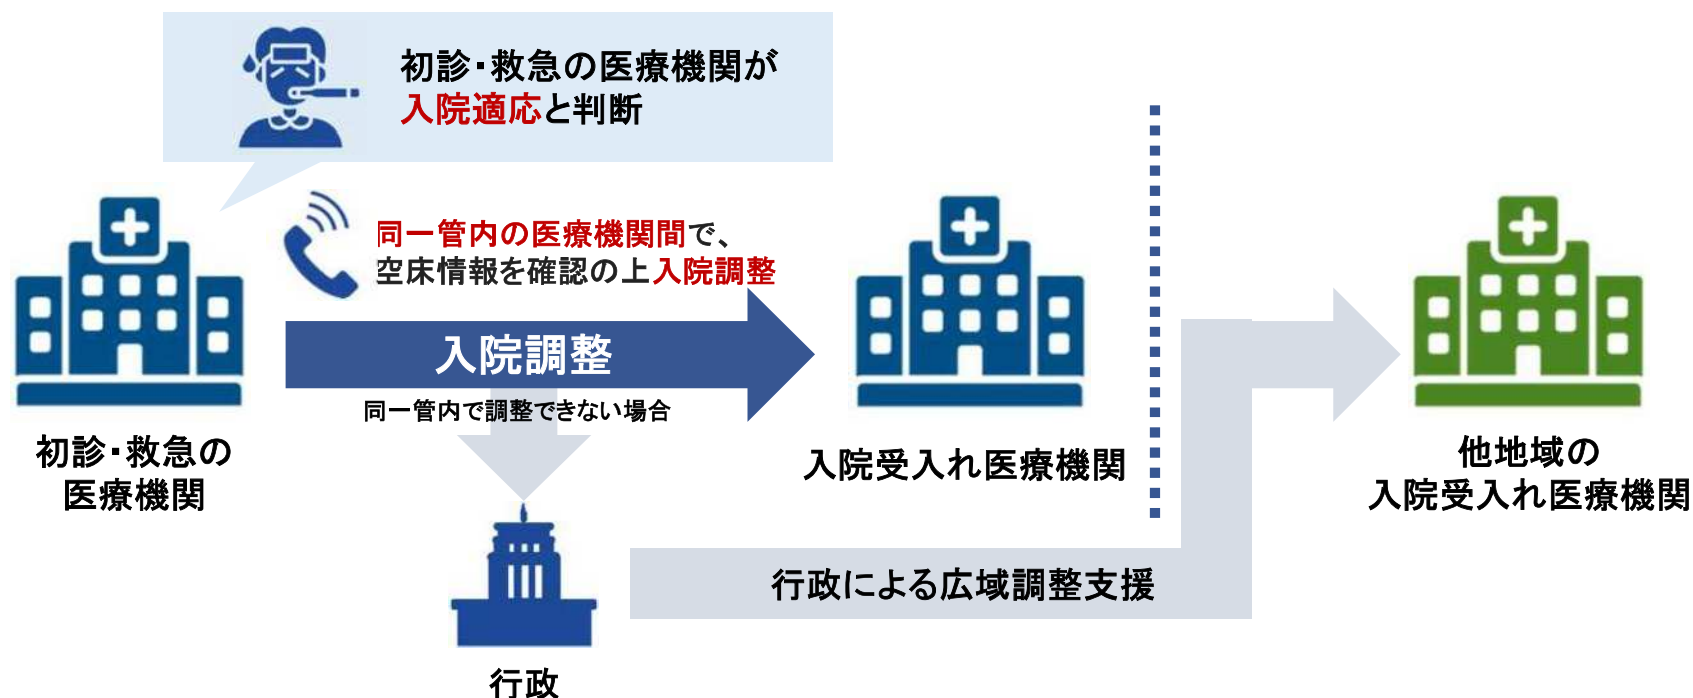 初診・救急の医療機関が
入院適応と判断
同一管内の医療機関間で、
空床情報を確認の上入院調整
入院調整
同一管内で調整できない場合
初診・救急の
医療機関
入院受入れ医療機関
他地域の
入院受入れ医療機関
行政による広域調整支援
行政